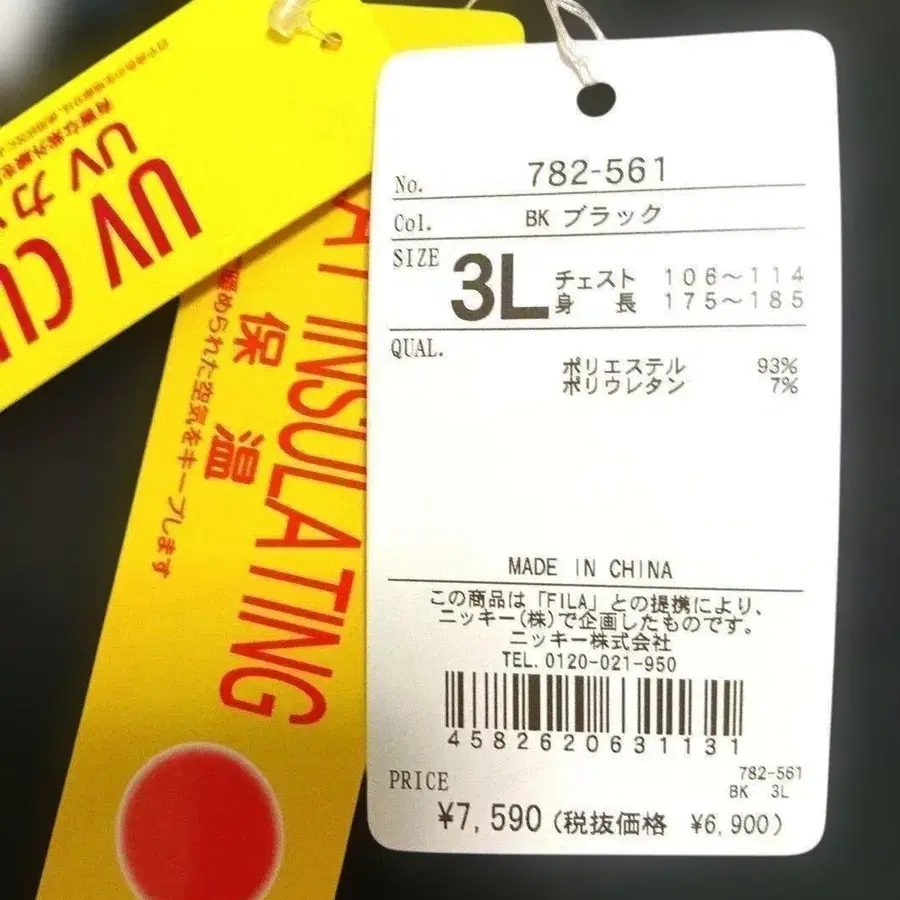 UV カ
UV CU
AT INSULATING
保温
められた空気をキープします
No. 782-561
Col. BK ブラック
SIZE 3L チェスト 106～114
身長 175～185
QUAL.
ポリエステル 93%
ポリウレタン 7%
MADE IN CHINA
この商品は「FILA」との提携により、
ニッキー(株)で企画したものです。
ニッキー株式会社
TEL. 0120-021-950
4582620631131
782-561
BK 3L
PRICE
¥7,590 (税抜価格 ¥6,900)